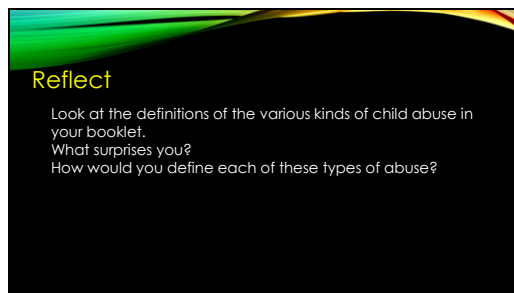 Reflect
Look at the definitions of the various kinds of child abuse in
your booklet.
What surprises you?
How would you define each of these types of abuse?